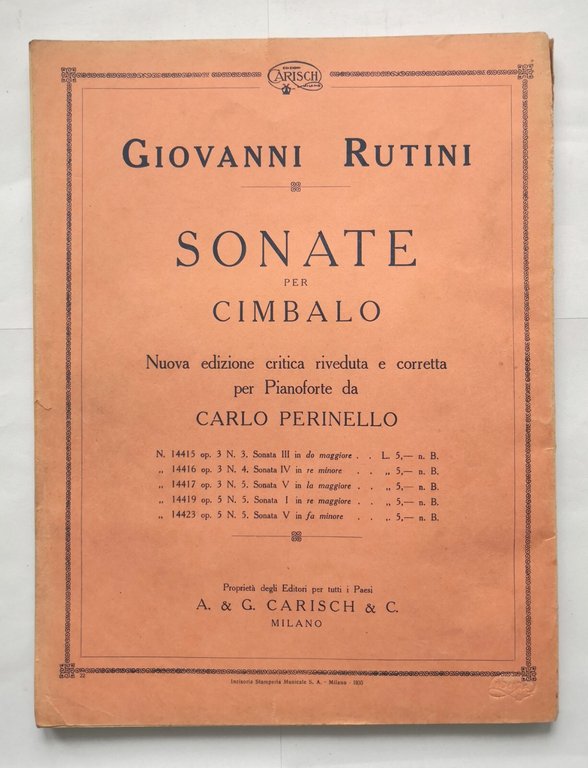 EDIZIONI
CARISCH
MILANO
GIOVANNI RUTINI
SONATE
PER
CIMBALO
Nuova edizione critica riveduta e corretta
per Pianoforte da
CARLO PERINELLO
N. 14415 op. 3 N. 3. Sonata III in do maggiore . . L. 5,— n. B.
„ 14416 op. 3 N. 4. Sonata IV in re minore . . „ 5,— n. B.
„ 14417 op. 3 N. 5. Sonata V in la maggiore . . „ 5,— n. B.
„ 14419 op. 5 N. 5. Sonata I in re maggiore . . „ 5,— n. B.
„ 14423 op. 5 N. 5. Sonata V in fa minore . . „. 5,— n. B.
Proprietà degli Editori per tutti i Paesi
A. & G. CARISCH & C.
MILANO
22
Incisoria Stamperia Musicale S. A. - Milano -